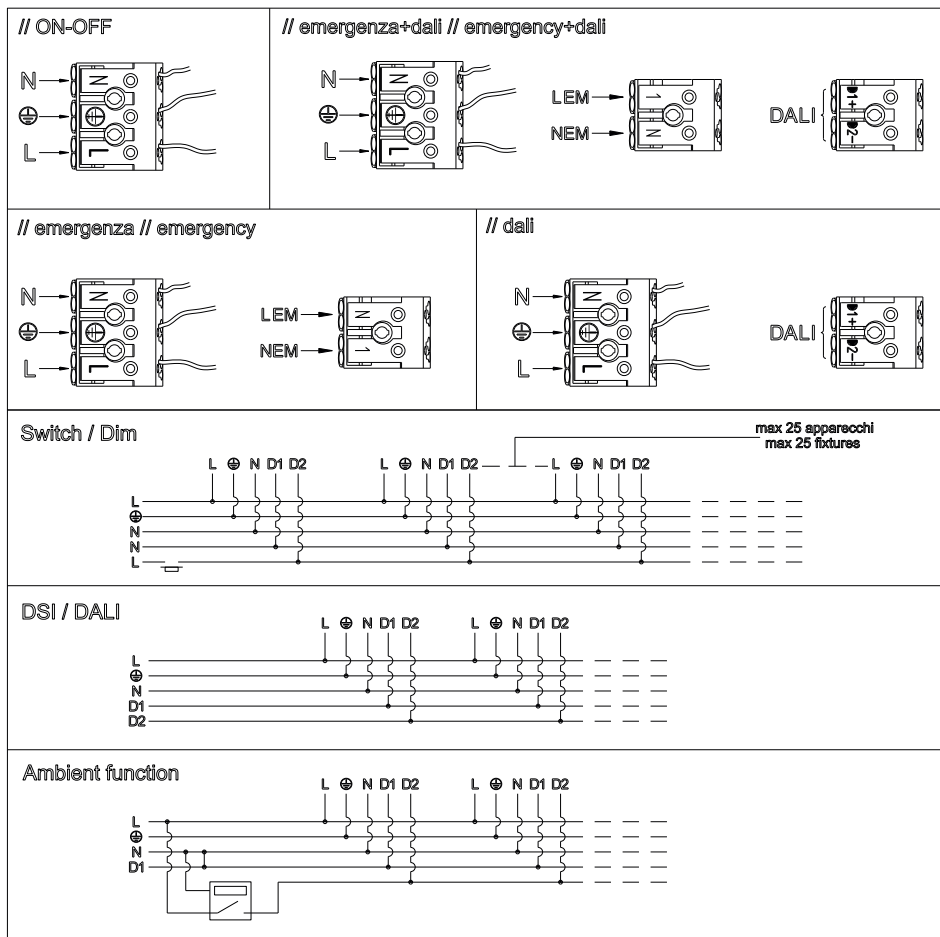 // ON-OFF
N
L
N
L
// emergenza+dali // emergency+dali
N
L
N
L
LEM
NEM
1
N
DALI
D1+
D2-
// emergenza // emergency
N
L
N
L
LEM
NEM
N
1
// dali
N
L
N
L
DALI
D1+
D2-
Switch / Dim
max 25 apparecchi
max 25 fixtures
L N D1 D2 L N D1 D2 L N D1 D2
L
N
N
L
DSI / DALI
L N D1 D2 L N D1 D2
L
N
D1
D2
Ambient function
L N D1 D2 L N D1 D2
L
N
D1